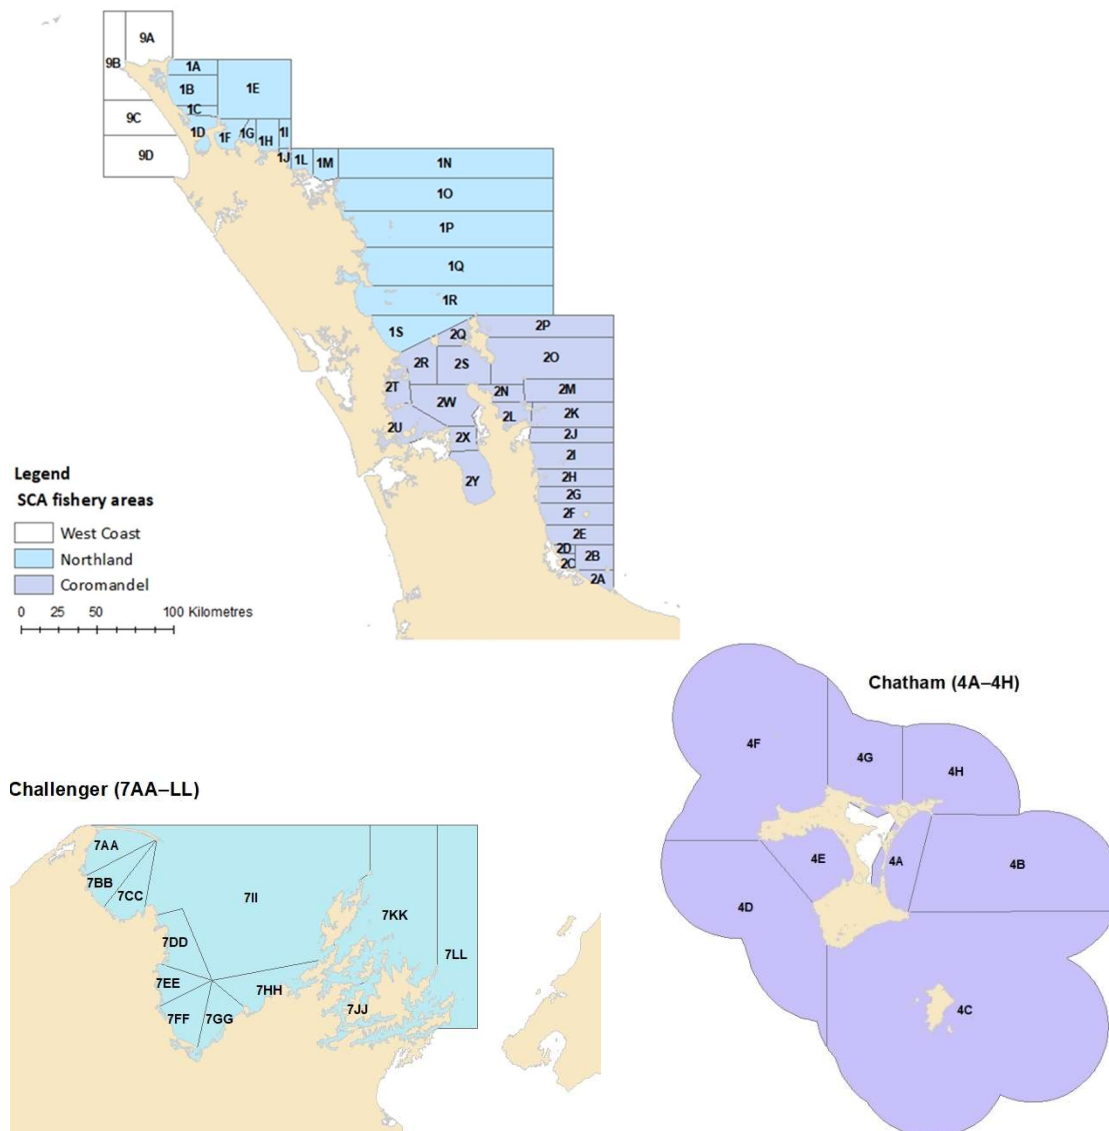 9A
9B
1A
1B
1E
1C
9C
1D
1F
1G
1H
1I
9D
1J
1L
1M
1N
1O
1P
1Q
1R
1S
2Q
2P
2R
2S
2O
2T
2N
2M
2W
2L
2K
2U
2X
2J
2I
2Y
2H
2G
2F
2E
2D
2B
2C
2A
Legend
SCA fishery areas
West Coast
Northland
Coromandel
0 25 50 100 Kilometres
Chatham (4A–4H)
4F
4G
4H
4E
4A
4B
4D
4C
Challenger (7AA–LL)
7AA
7BB
7CC
7II
7KK
7DD
7LL
7EE
7HH
7FF
7GG
7JJ